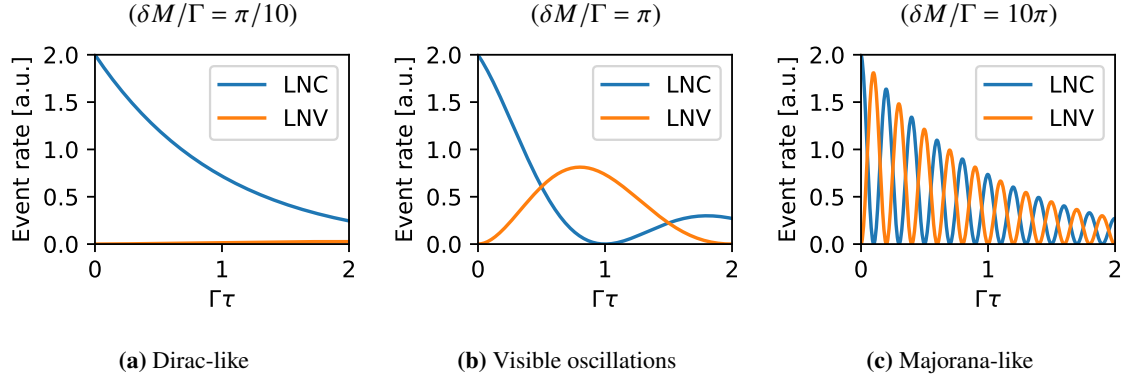 (δM/Γ = π/10)
(δM/Γ = π)
(δM/Γ = 10π)
Event rate [a.u.]
2.0
1.5
1.0
0.5
0.0
LNC
LNV
0
1
2
Γτ
Event rate [a.u.]
2.0
1.5
1.0
0.5
0.0
LNC
LNV
0
1
2
Γτ
Event rate [a.u.]
2.0
1.5
1.0
0.5
0.0
LNC
LNV
0
1
2
Γτ
(a) Dirac-like
(b) Visible oscillations
(c) Majorana-like